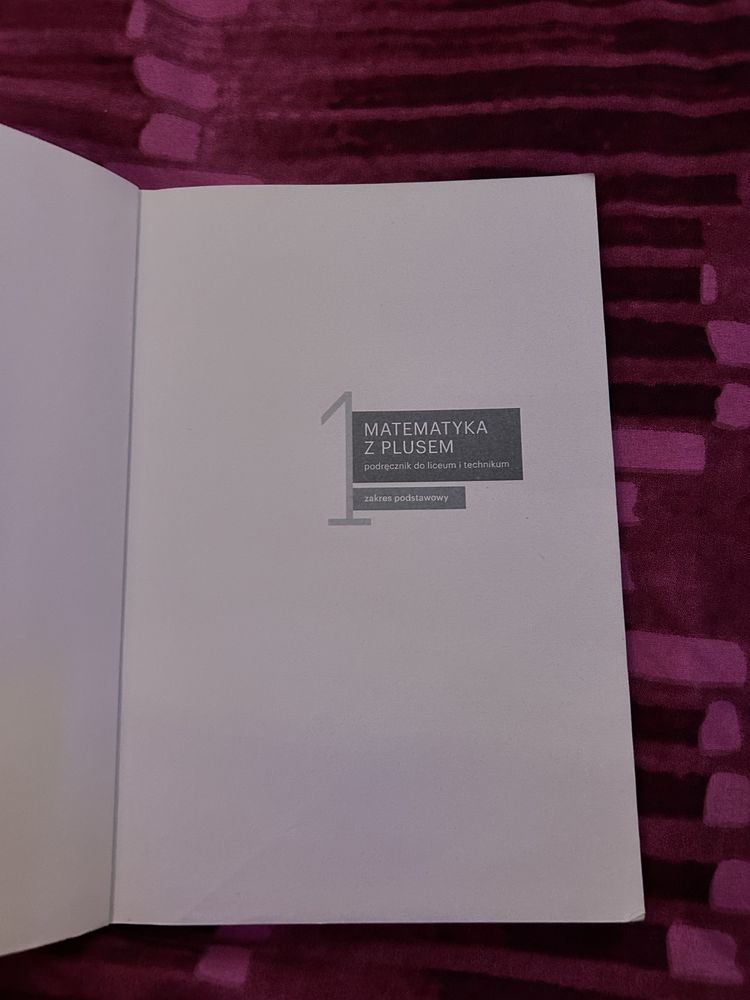 1
MATEMATYKA
Z PLUSEM
podręcznik do liceum i technikum
zakres podstawowy